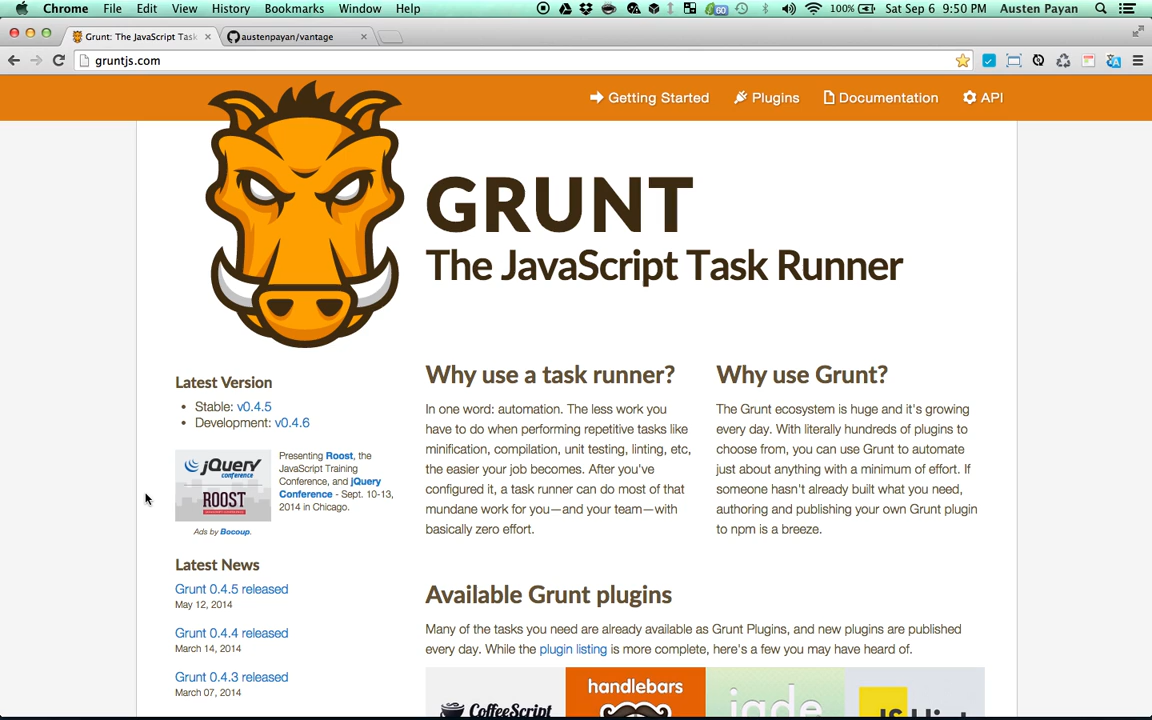 Chrome File Edit View History Bookmarks Window Help 60 100% Sat Sep 6 9:50 PM Austen Payan
Grunt: The JavaScript Task austenpayan/vantage
gruntjs.com
Getting Started Plugins Documentation API
GRUNT
The JavaScript Task Runner
Latest Version
• Stable: v0.4.5
• Development: v0.4.6
jQuery
conference
ROOST
Presenting Roost, the
JavaScript Training
Conference, and jQuery
Conference - Sept. 10-13,
2014 in Chicago.
Ads by Bocoup.
Latest News
Grunt 0.4.5 released
May 12, 2014
Grunt 0.4.4 released
March 14, 2014
Grunt 0.4.3 released
March 07, 2014
Why use a task runner?
In one word: automation. The less work you
have to do when performing repetitive tasks like
minification, compilation, unit testing, linting, etc,
the easier your job becomes. After you've
configured it, a task runner can do most of that
mundane work for you—and your team—with
basically zero effort.
Why use Grunt?
The Grunt ecosystem is huge and it's growing
every day. With literally hundreds of plugins to
choose from, you can use Grunt to automate
just about anything with a minimum of effort. If
someone hasn't already built what you need,
authoring and publishing your own Grunt plugin
to npm is a breeze.
Available Grunt plugins
Many of the tasks you need are already available as Grunt Plugins, and new plugins are published
every day. While the plugin listing is more complete, here's a few you may have heard of.
CoffeeScript handlebars jade JSHint